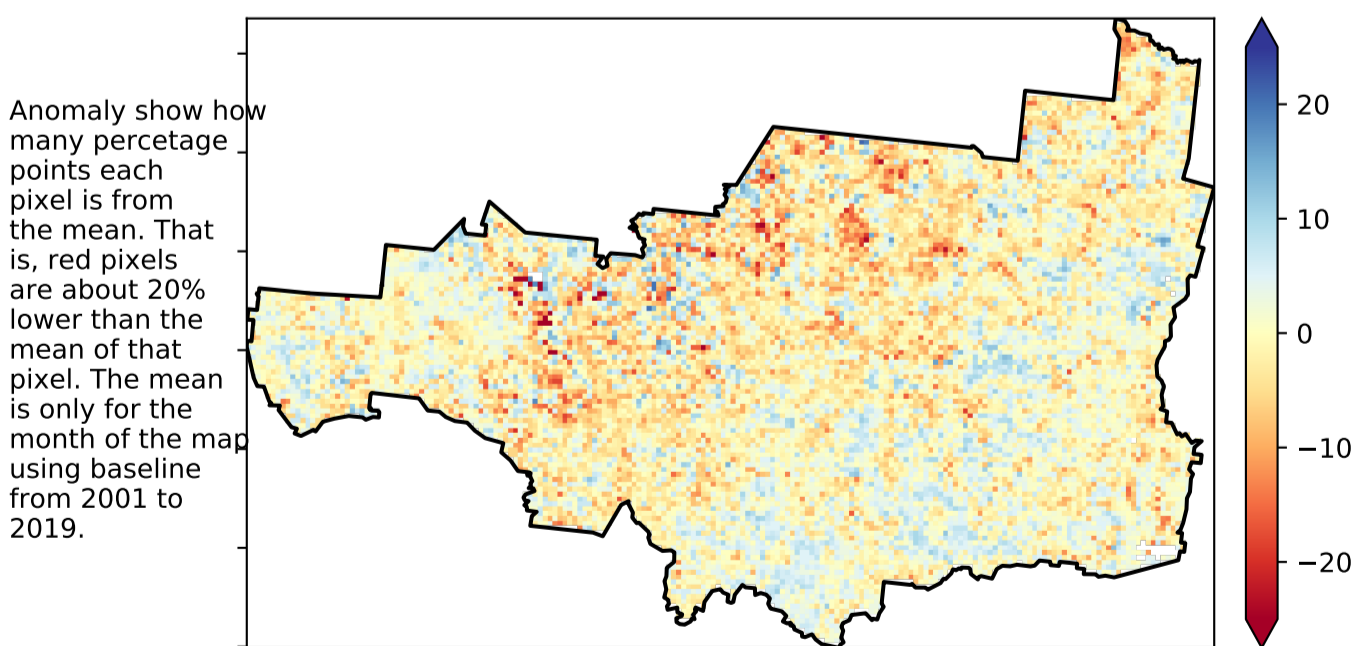 Anomaly show how
many percetage
points each
pixel is from
the mean. That
is, red pixels
are about 20%
lower than the
mean of that
pixel. The mean
is only for the
month of the map
using baseline
from 2001 to
2019.
20
10
0
−10
−20